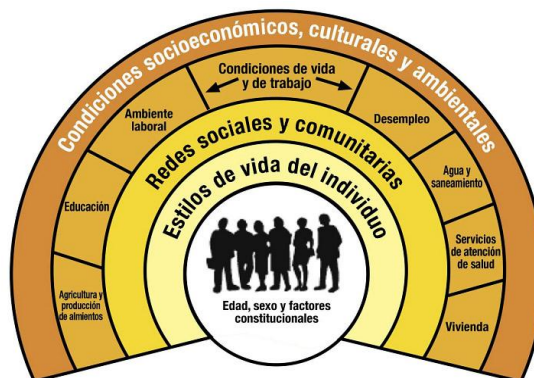 Condiciones socioeconómicos, culturales y ambientales
Condiciones de vida
y de trabajo
Ambiente
laboral
Desempleo
Educación
Agua y
saneamiento
Agricultura y
producción
de almientos
Servicios
de atención
de salud
Vivienda
Redes sociales y comunitarias
Estilos de vida del individuo
Edad, sexo y factores
constitucionales